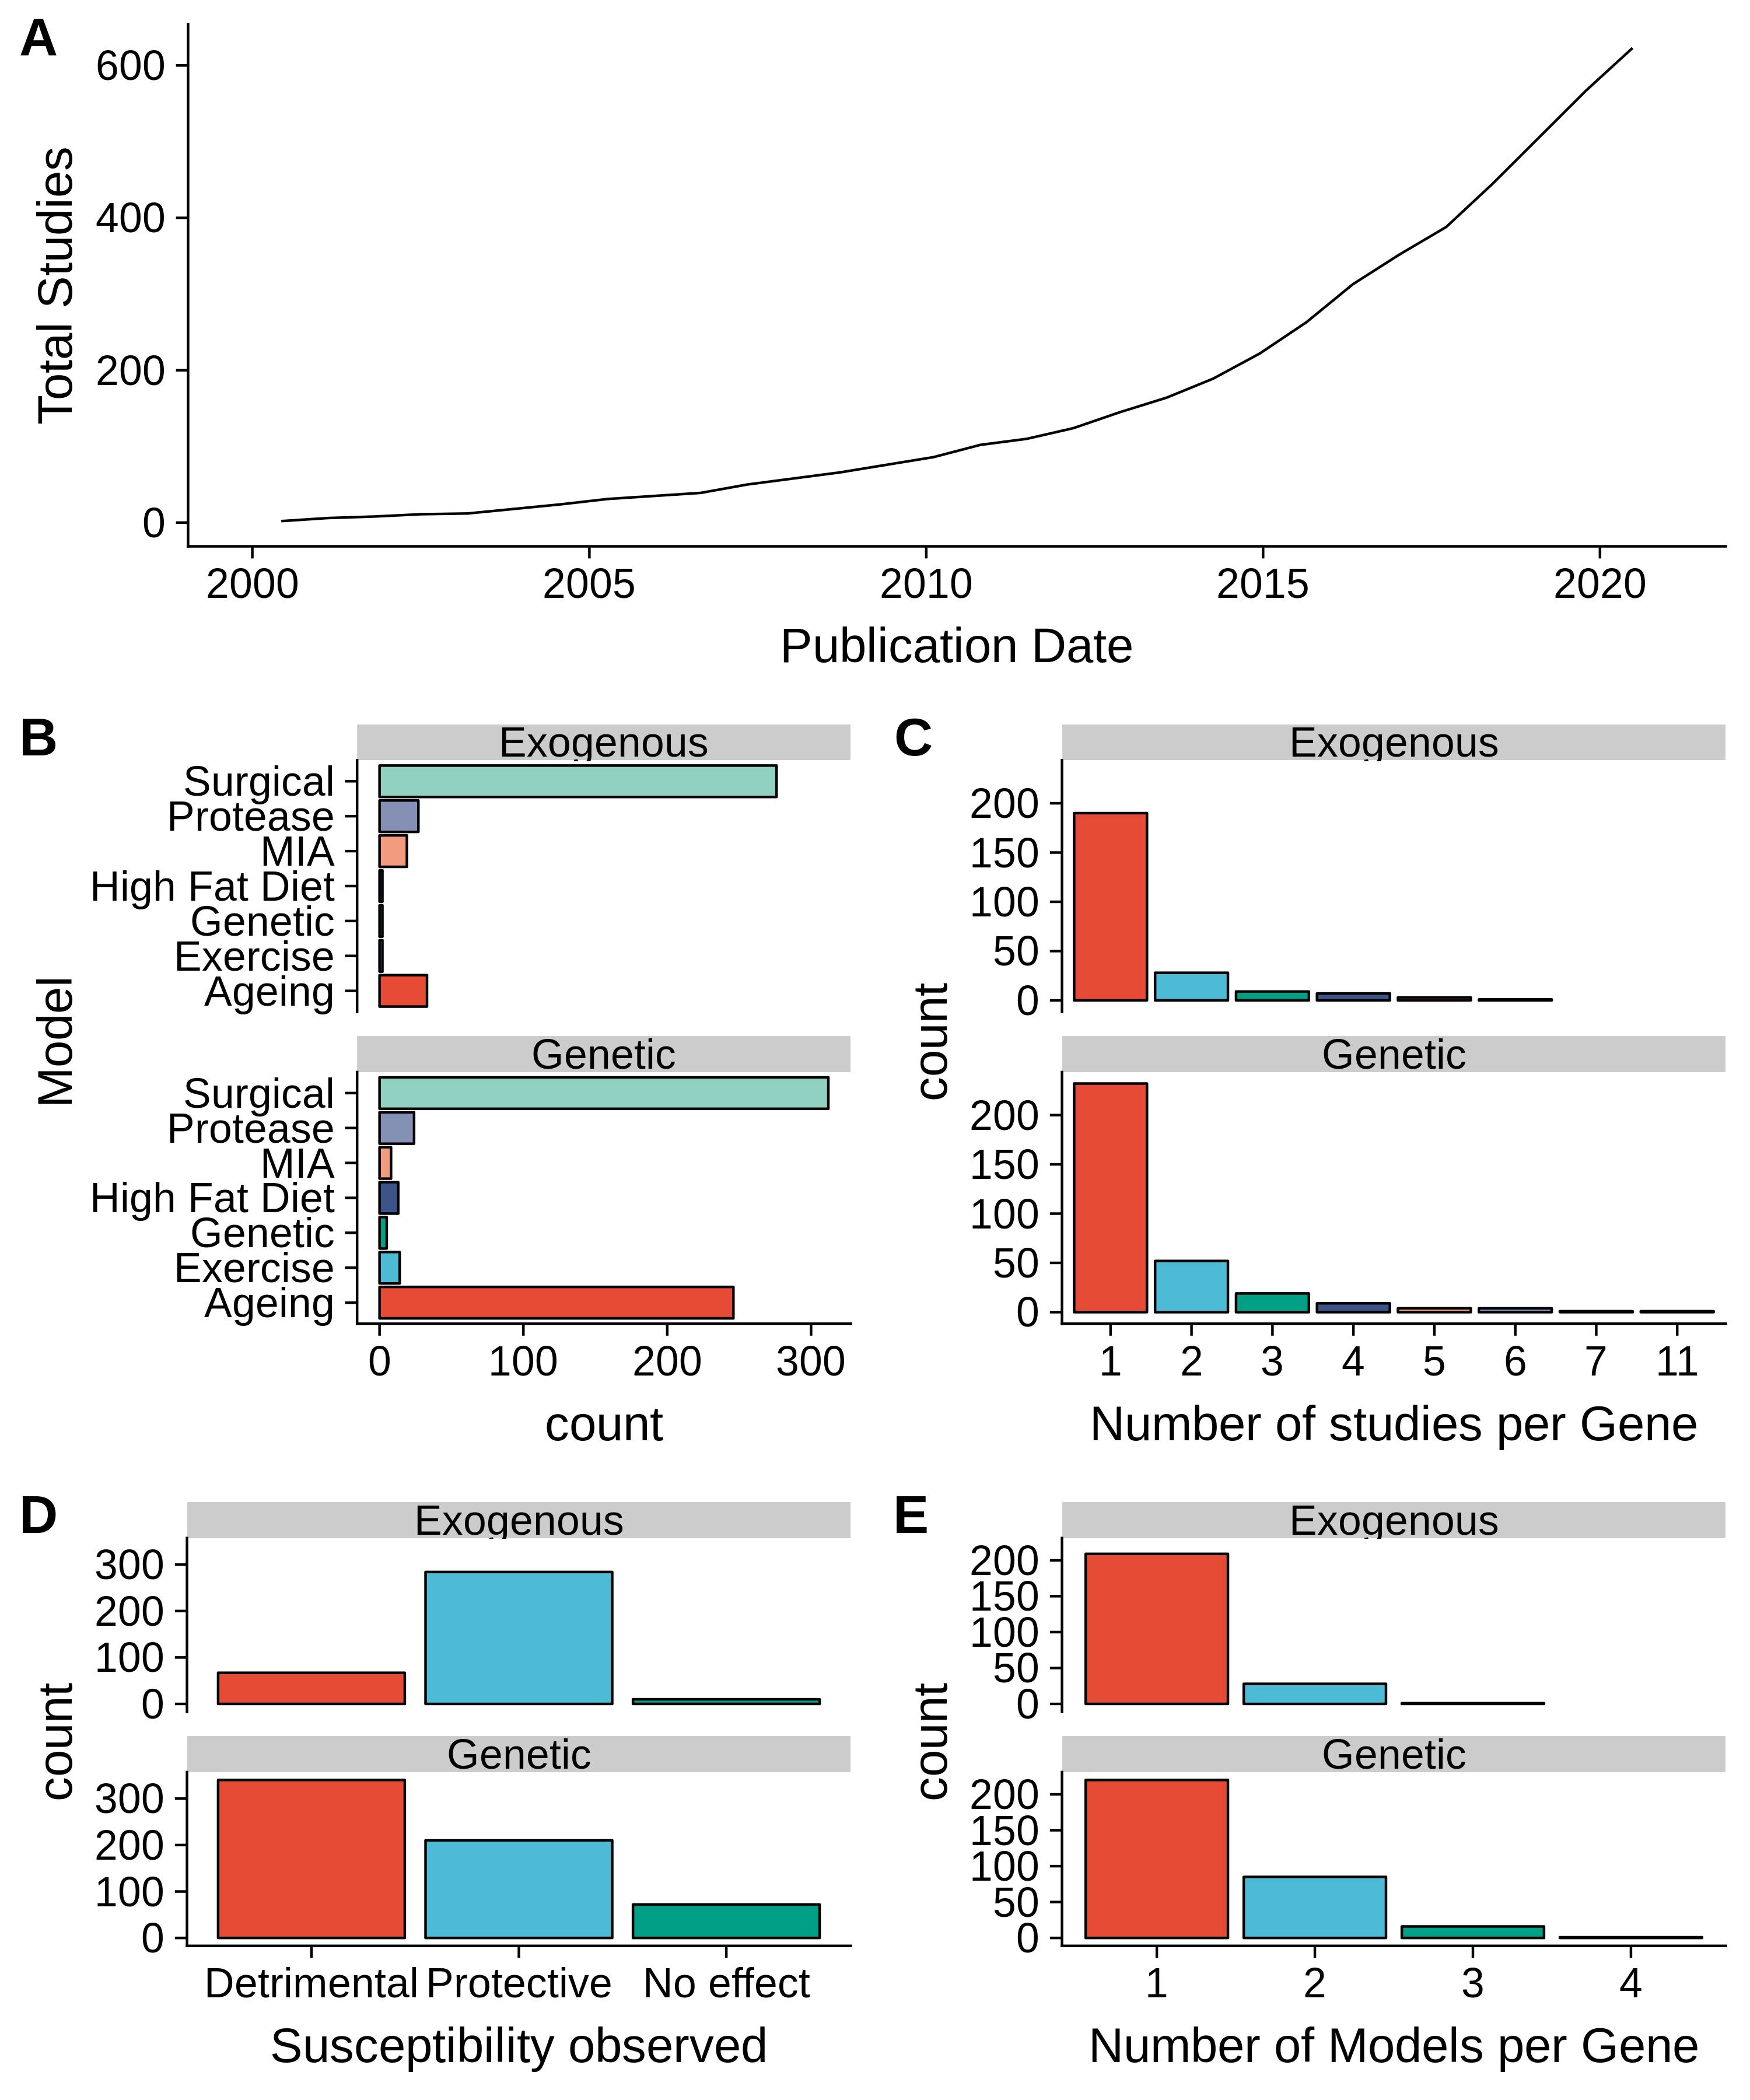 A
600
400
200
0
Total Studies
2000 2005 2010 2015 2020
Publication Date
B
Exogenous
Surgical
Protease
MIA
High Fat Diet
Genetic
Exercise
Ageing
Model
Genetic
Surgical
Protease
MIA
High Fat Diet
Genetic
Exercise
Ageing
0 100 200 300
count
C
Exogenous
200
150
100
50
0
count
Genetic
200
150
100
50
0
1 2 3 4 5 6 7 11
Number of studies per Gene
D
Exogenous
300
200
100
0
count
Genetic
300
200
100
0
Detrimental Protective No effect
Susceptibility observed
E
Exogenous
200
150
100
50
0
count
Genetic
200
150
100
50
0
1 2 3 4
Number of Models per Gene